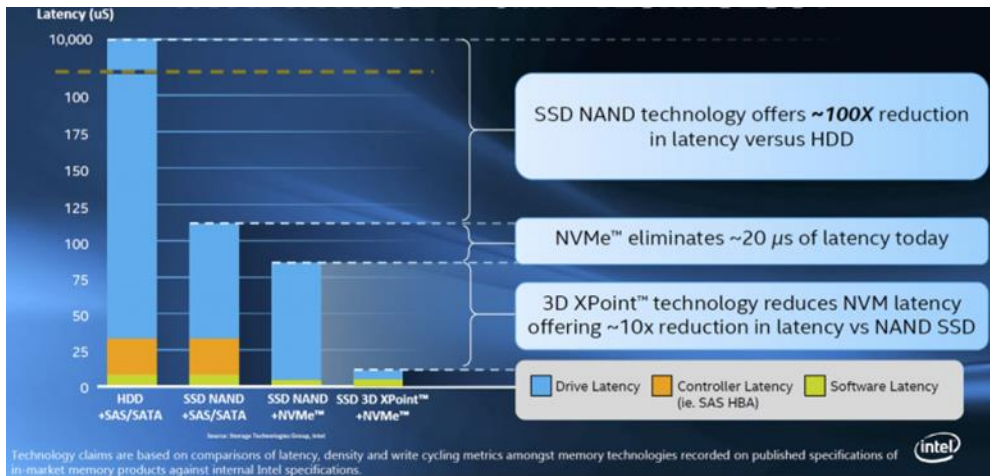 Latency (uS)
10,000
100
175
150
125
100
75
50
25
0
HDD
+SAS/SATA
SSD NAND
+SAS/SATA
SSD NAND
+NVMe™
SSD 3D XPoint™
+NVMe™
SSD NAND technology offers ~100X reduction
in latency versus HDD
NVMe™ eliminates ~20 µs of latency today
3D XPoint™ technology reduces NVM latency
offering ~10x reduction in latency vs NAND SSD
Drive Latency
Controller Latency
(ie. SAS HBA)
Software Latency
Source: Storage Technologies Group, Intel
Technology claims are based on comparisons of latency, density and write cycling metrics amongst memory technologies recorded on published specifications of
in-market memory products against internal Intel specifications.
intel